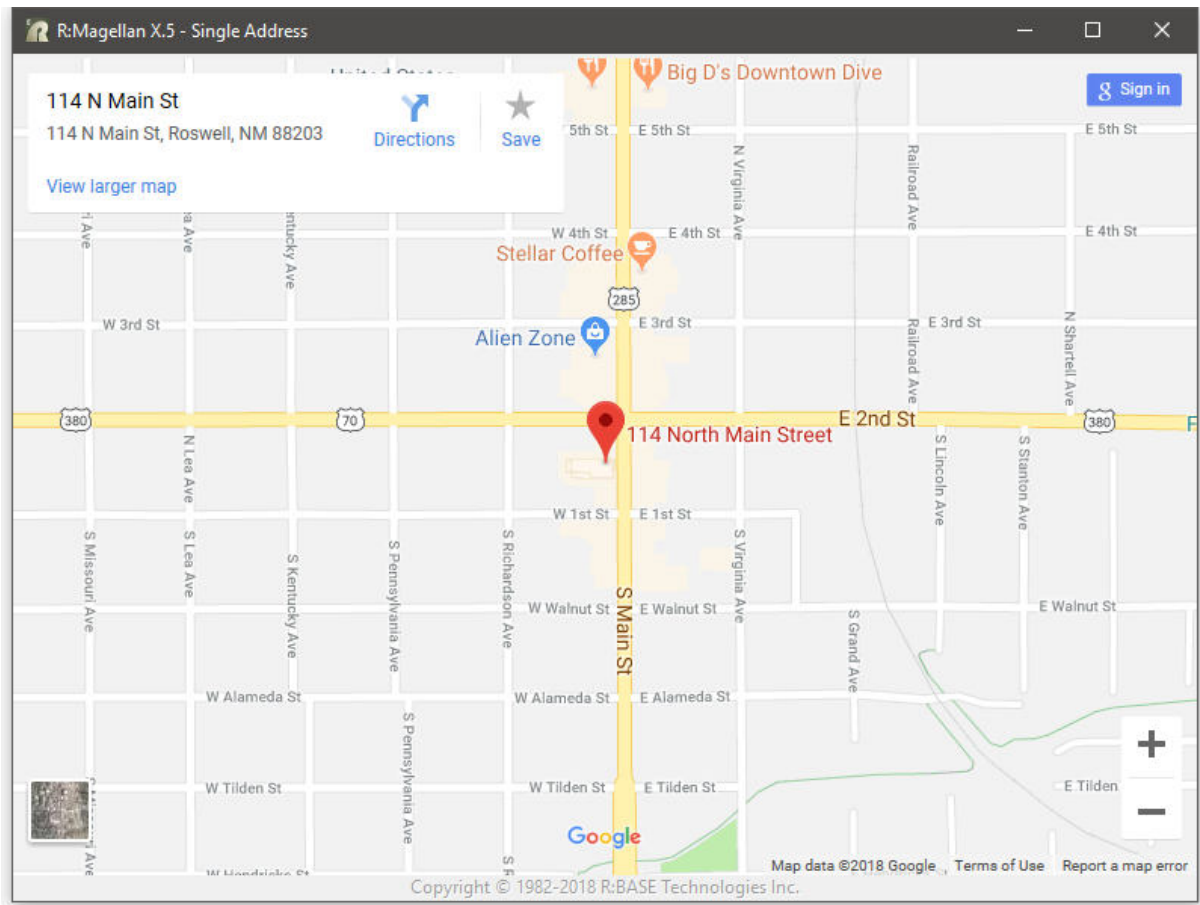 R:Magellan X.5 - Single Address
114 N Main St
114 N Main St, Roswell, NM 88203
Directions
Save
View larger map
Sign in
Big D's Downtown Dive
5th St
E 5th St
E 5th St
N Virginia Ave
Railroad Ave
W 4th St
E 4th St
E 4th St
Stellar Coffee
285
W 3rd St
E 3rd St
E 3rd St
Railroad Ave
N Shartell Ave
Alien Zone
380
70
E 2nd St
380
114 North Main Street
N Lea Ave
S Lincoln Ave
S Stanton Ave
W 1st St
E 1st St
S Missouri Ave
S Lea Ave
S Kentucky Ave
S Pennsylvania Ave
S Richardson Ave
S Virginia Ave
S Main St
W Walnut St
E Walnut St
E Walnut St
S Grand Ave
W Alameda St
W Alameda St
E Alameda St
S Pennsylvania Ave
W Tilden St
W Tilden St
E Tilden St
E Tilden
Google
Map data ©2018 Google
Terms of Use
Report a map error
Copyright © 1982-2018 R:BASE Technologies Inc.